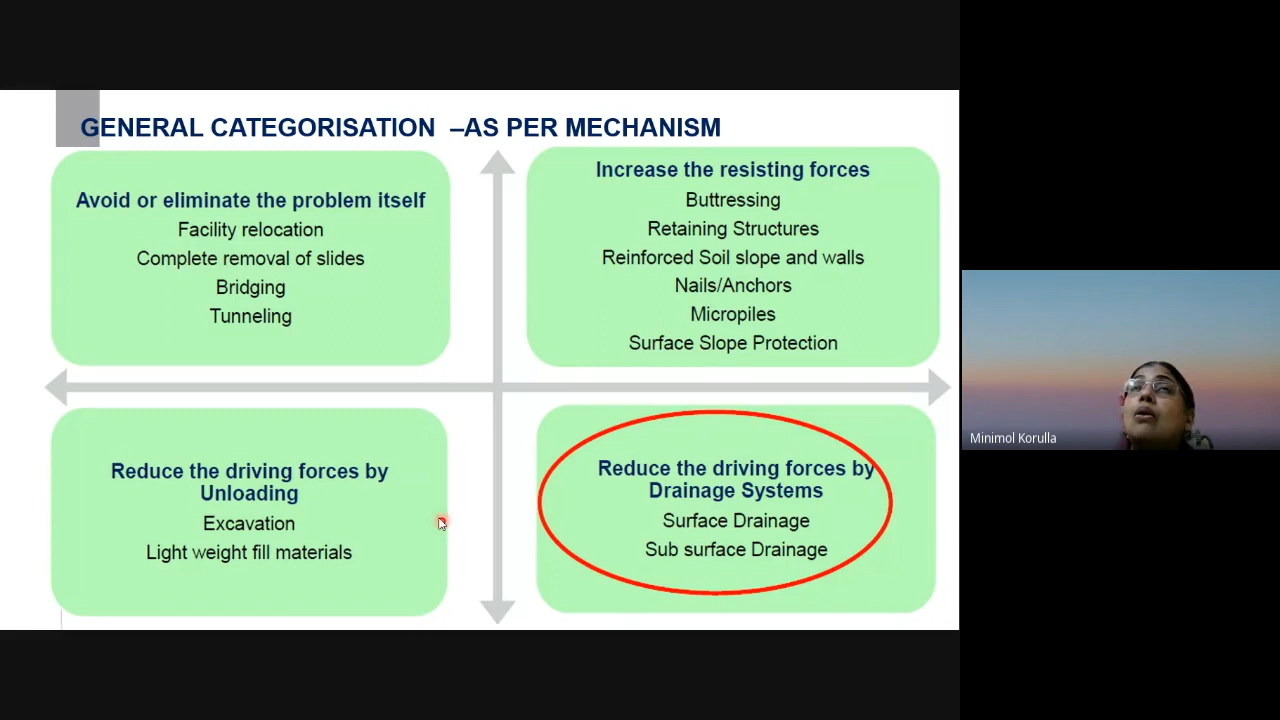 GENERAL CATEGORISATION –AS PER MECHANISM
Avoid or eliminate the problem itself
Facility relocation
Complete removal of slides
Bridging
Tunneling
Increase the resisting forces
Buttressing
Retaining Structures
Reinforced Soil slope and walls
Nails/Anchors
Micropiles
Surface Slope Protection
Reduce the driving forces by
Unloading
Excavation
Light weight fill materials
Reduce the driving forces by
Drainage Systems
Surface Drainage
Sub surface Drainage
Minimol Korulla